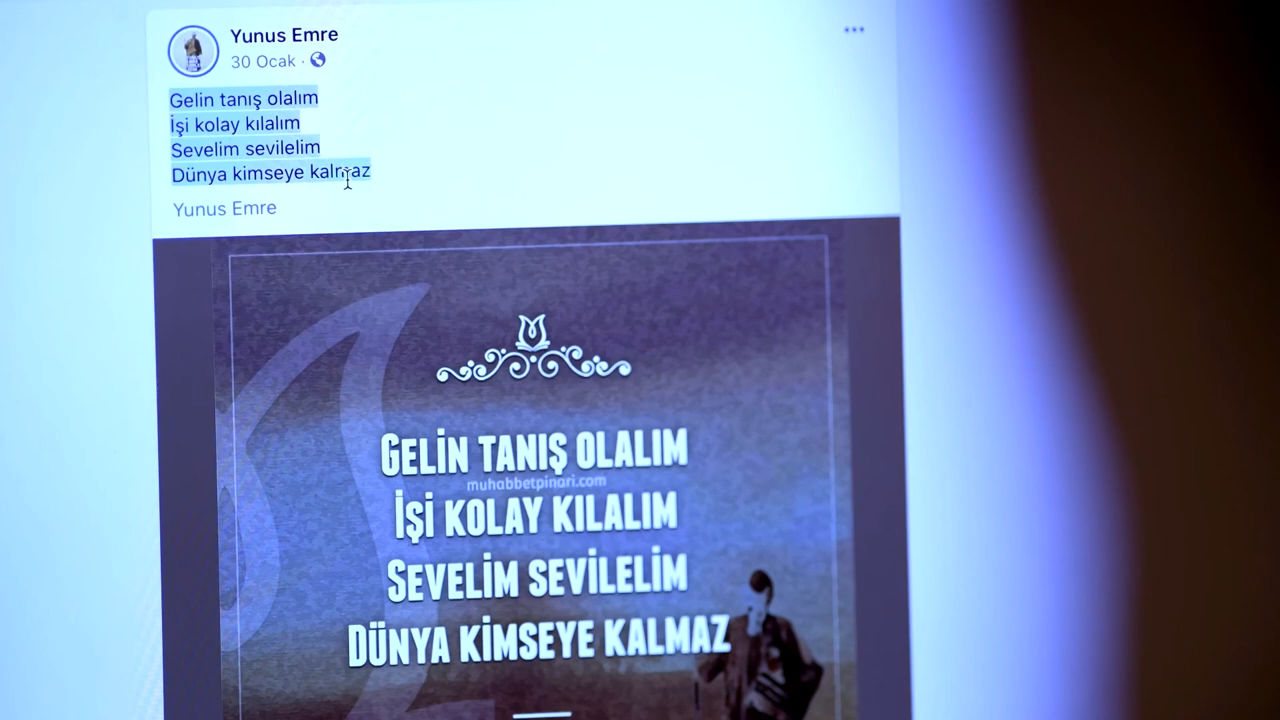 Yunus Emre
30 Ocak ·
Gelin tanış olalım
İşi kolay kılalım
Sevelim sevilelim
Dünya kimseye kalmaz
Yunus Emre
GELİN TANIŞ OLALIM
muhabbetpinari.com
İŞİ KOLAY KILALIM
SEVELİM SEVİLELİM
DÜNYA KİMSEYE KALMAZ